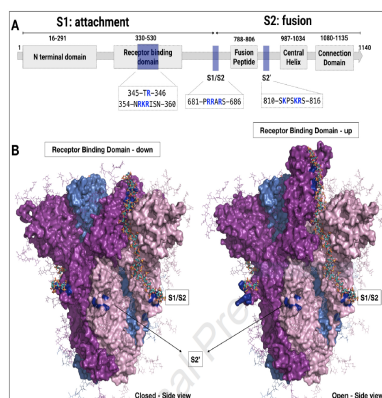 A
S1: attachment
S2: fusion
16-291
330-530
788-806
987-1034
1080-1135
1
1140
N terminal domain
Receptor binding
domain
Fusion
Peptide
Central
Helix
Connection
Domain
345-TR-346
354-NRKRISN-360
S1/S2
681-PRRARS-686
S2'
810-SKPSKRS-816
Receptor Binding Domain - up
B
Receptor Binding Domain - down
S1/S2
S1/S2
S2'
Closed - Side view
Open - Side view